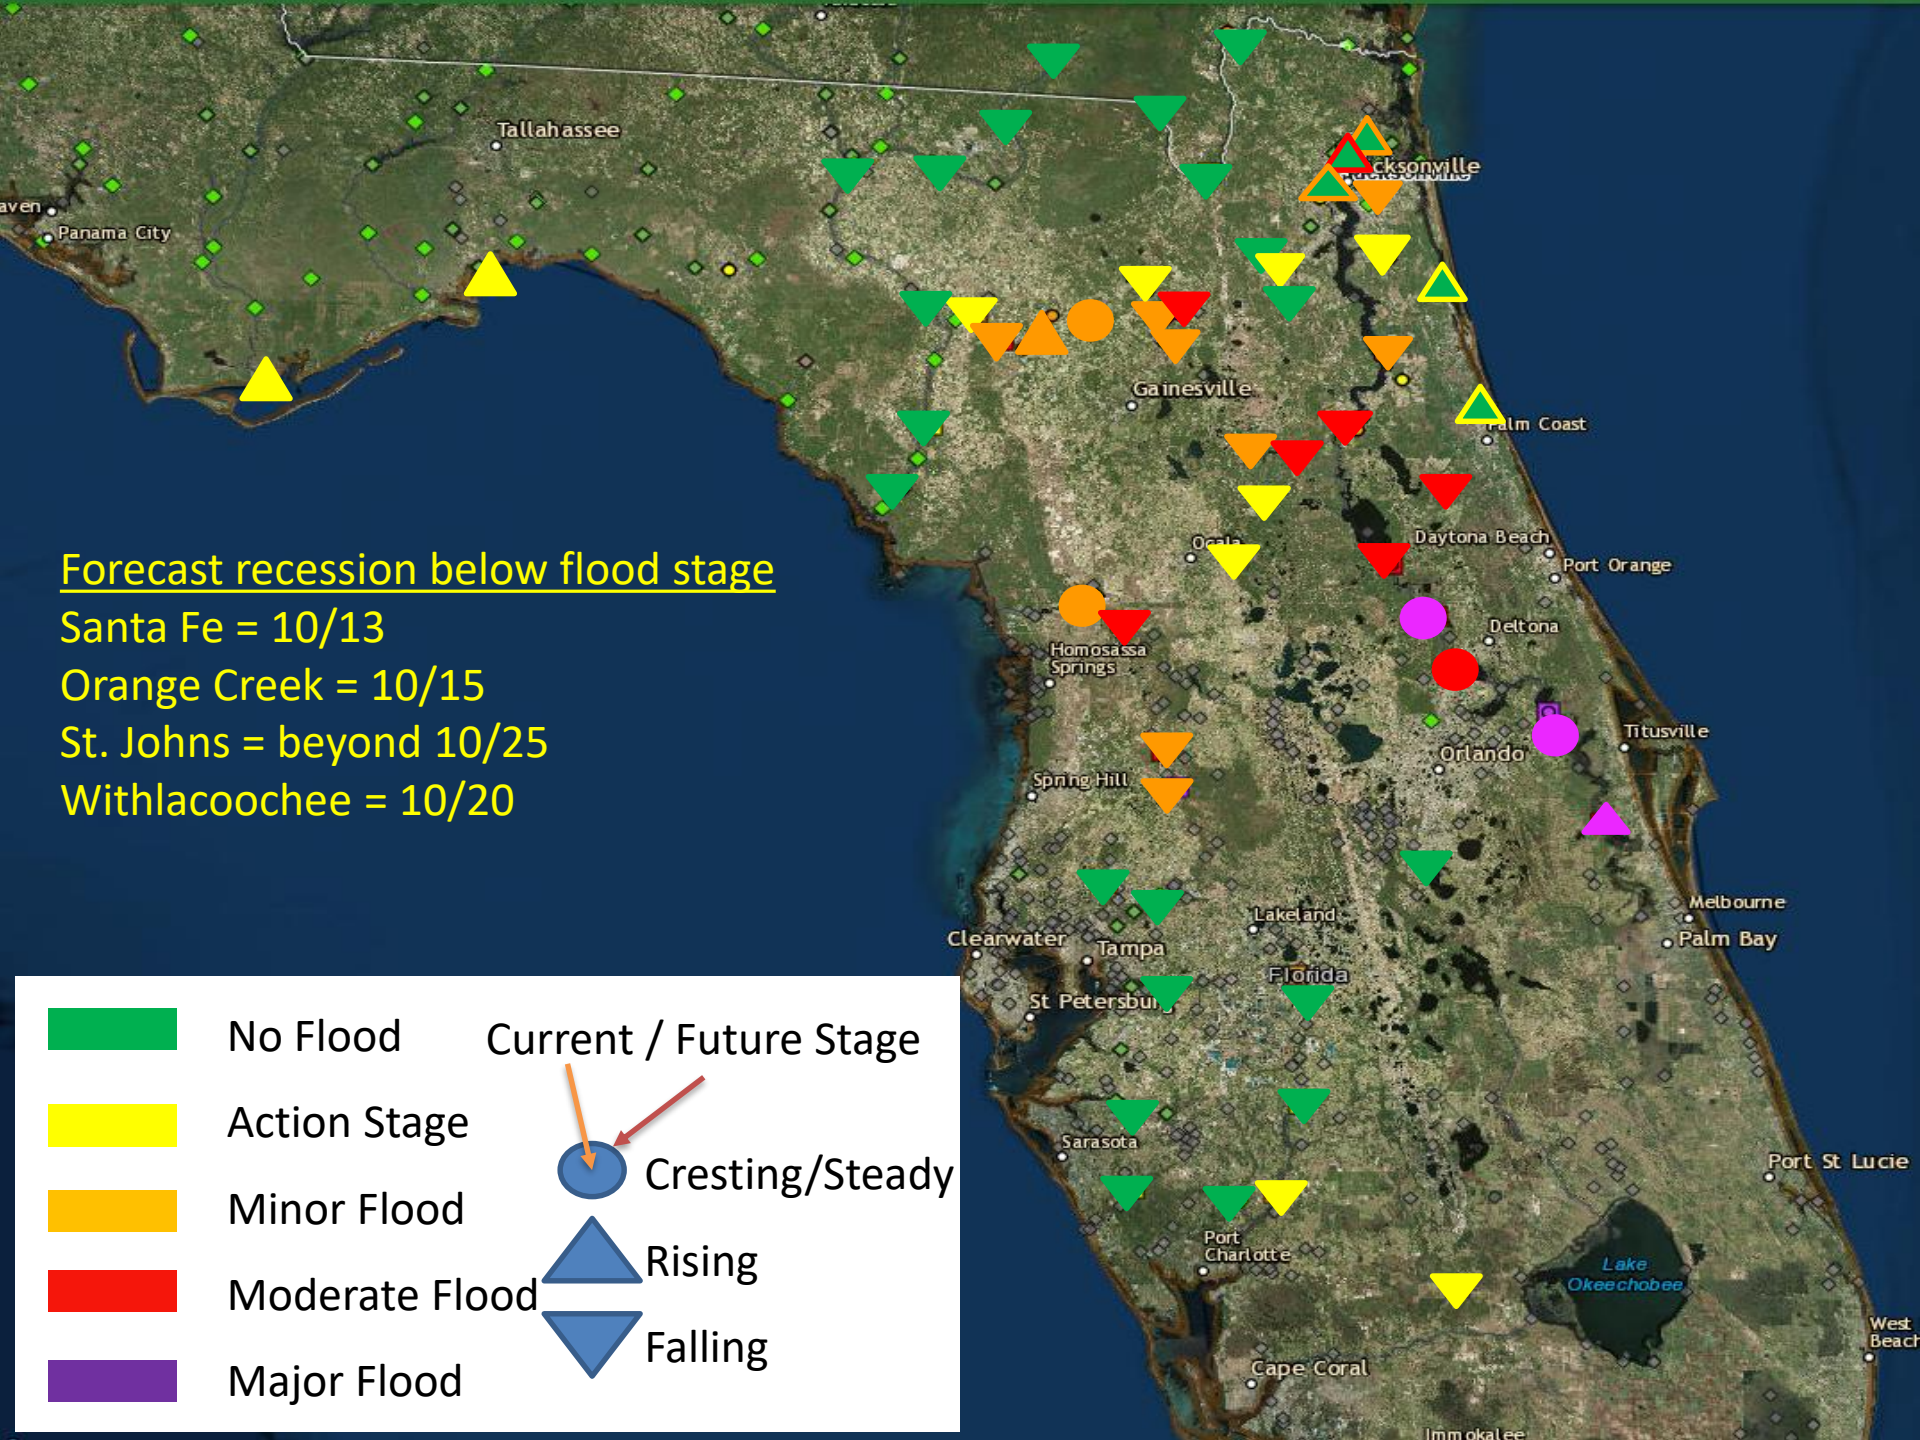 Tallahassee
cksonville
aven
Panama City
Gainesville
alm Coast
Ocala
Daytona Beach
Port Orange
Forecast recession below flood stage
Santa Fe = 10/13
Orange Creek = 10/15
St. Johns = beyond 10/25
Withlacoochee = 10/20
Deltona
Homosassa
Springs
Titusville
Orlando
Spring Hill
Melbourne
Palm Bay
Lakeland
Clearwater
Tampa
Florida
St Petersburg
Sarasota
Port St Lucie
Port
Charlotte
Lake
Okeechobee
West
Beach
Cape Coral
Immokalee
No Flood
Action Stage
Minor Flood
Moderate Flood
Major Flood
Current / Future Stage
Cresting/Steady
Rising
Falling